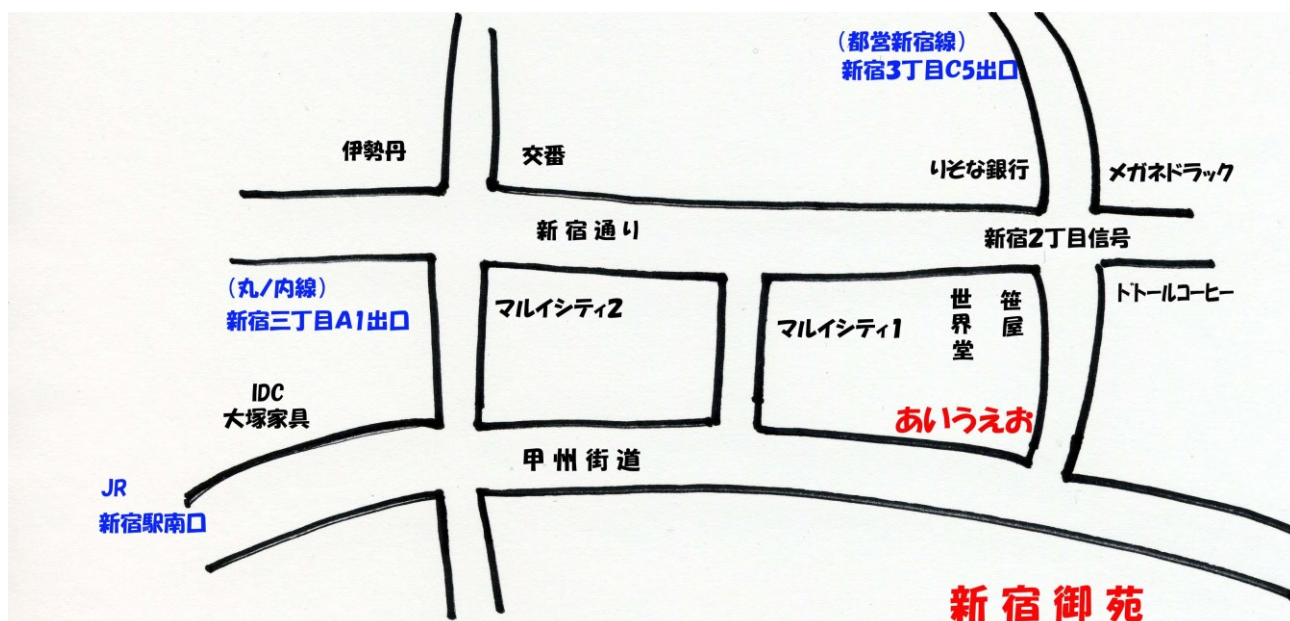 （都営新宿線）
新宿3丁目C5出口
伊勢丹
交番
りそな銀行
メガネドラック
新宿通り
新宿2丁目信号
（丸ノ内線）
新宿三丁目A1出口
マルイシティ2
マルイシティ1
世界堂
笹屋
ドトールコーヒー
IDC
大塚家具
あいうえお
甲州街道
JR
新宿駅南口
新宿御苑